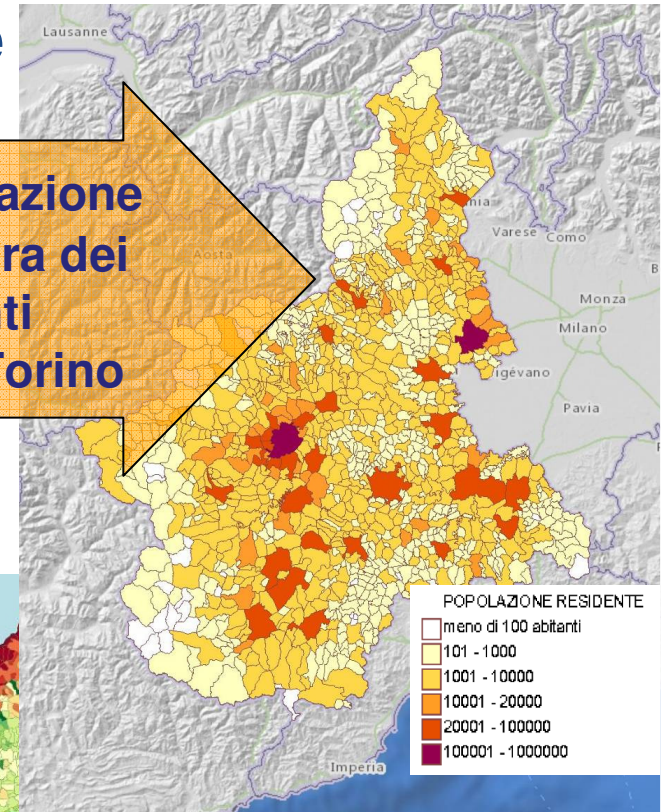 Lausanne
e
azione
ra dei
ti
Torino
Aosta
Varese
Como
B
Monza
Milano
igévano
Pavia
POPOLAZIONE RESIDENTE
meno di 100 abitanti
101 - 1000
1001 - 10000
10001 - 20000
20001 - 100000
100001 - 1000000
Imperia